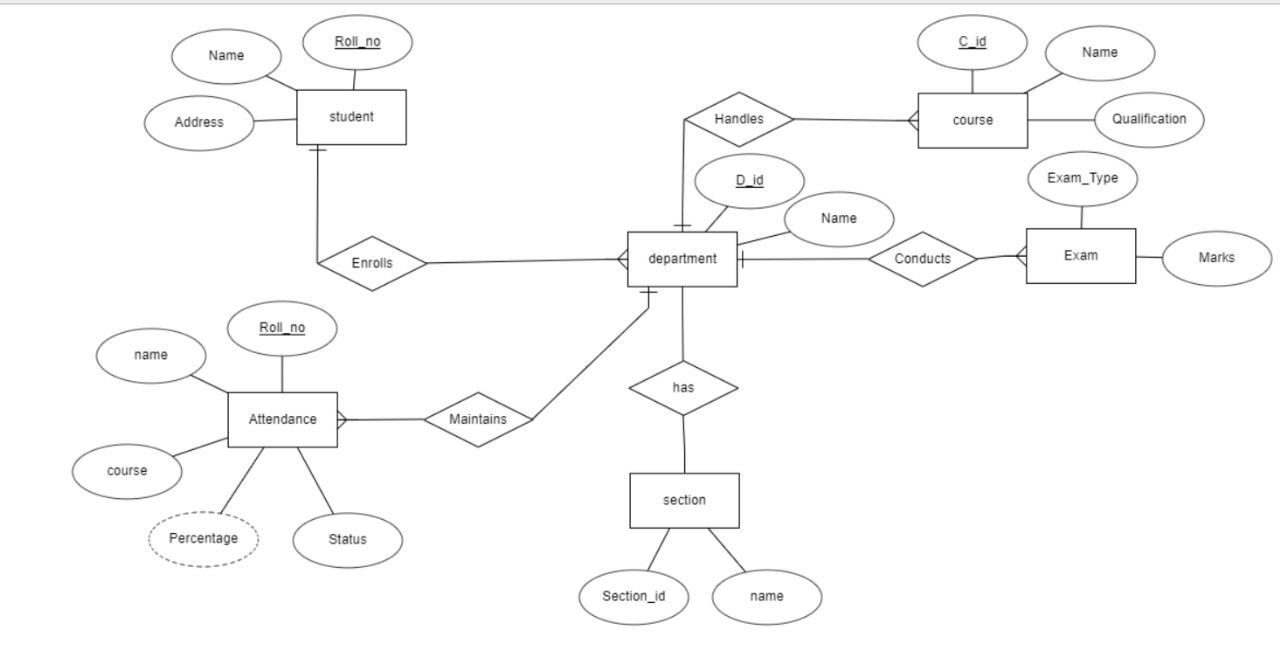 Roll_no
Name
Address
student
C_id
Name
Qualification
course
Handles
D_id
Name
Exam_Type
department
Conducts
Exam
Marks
Enrolls
Roll_no
name
Attendance
Maintains
course
Percentage
Status
has
section
Section_id
name